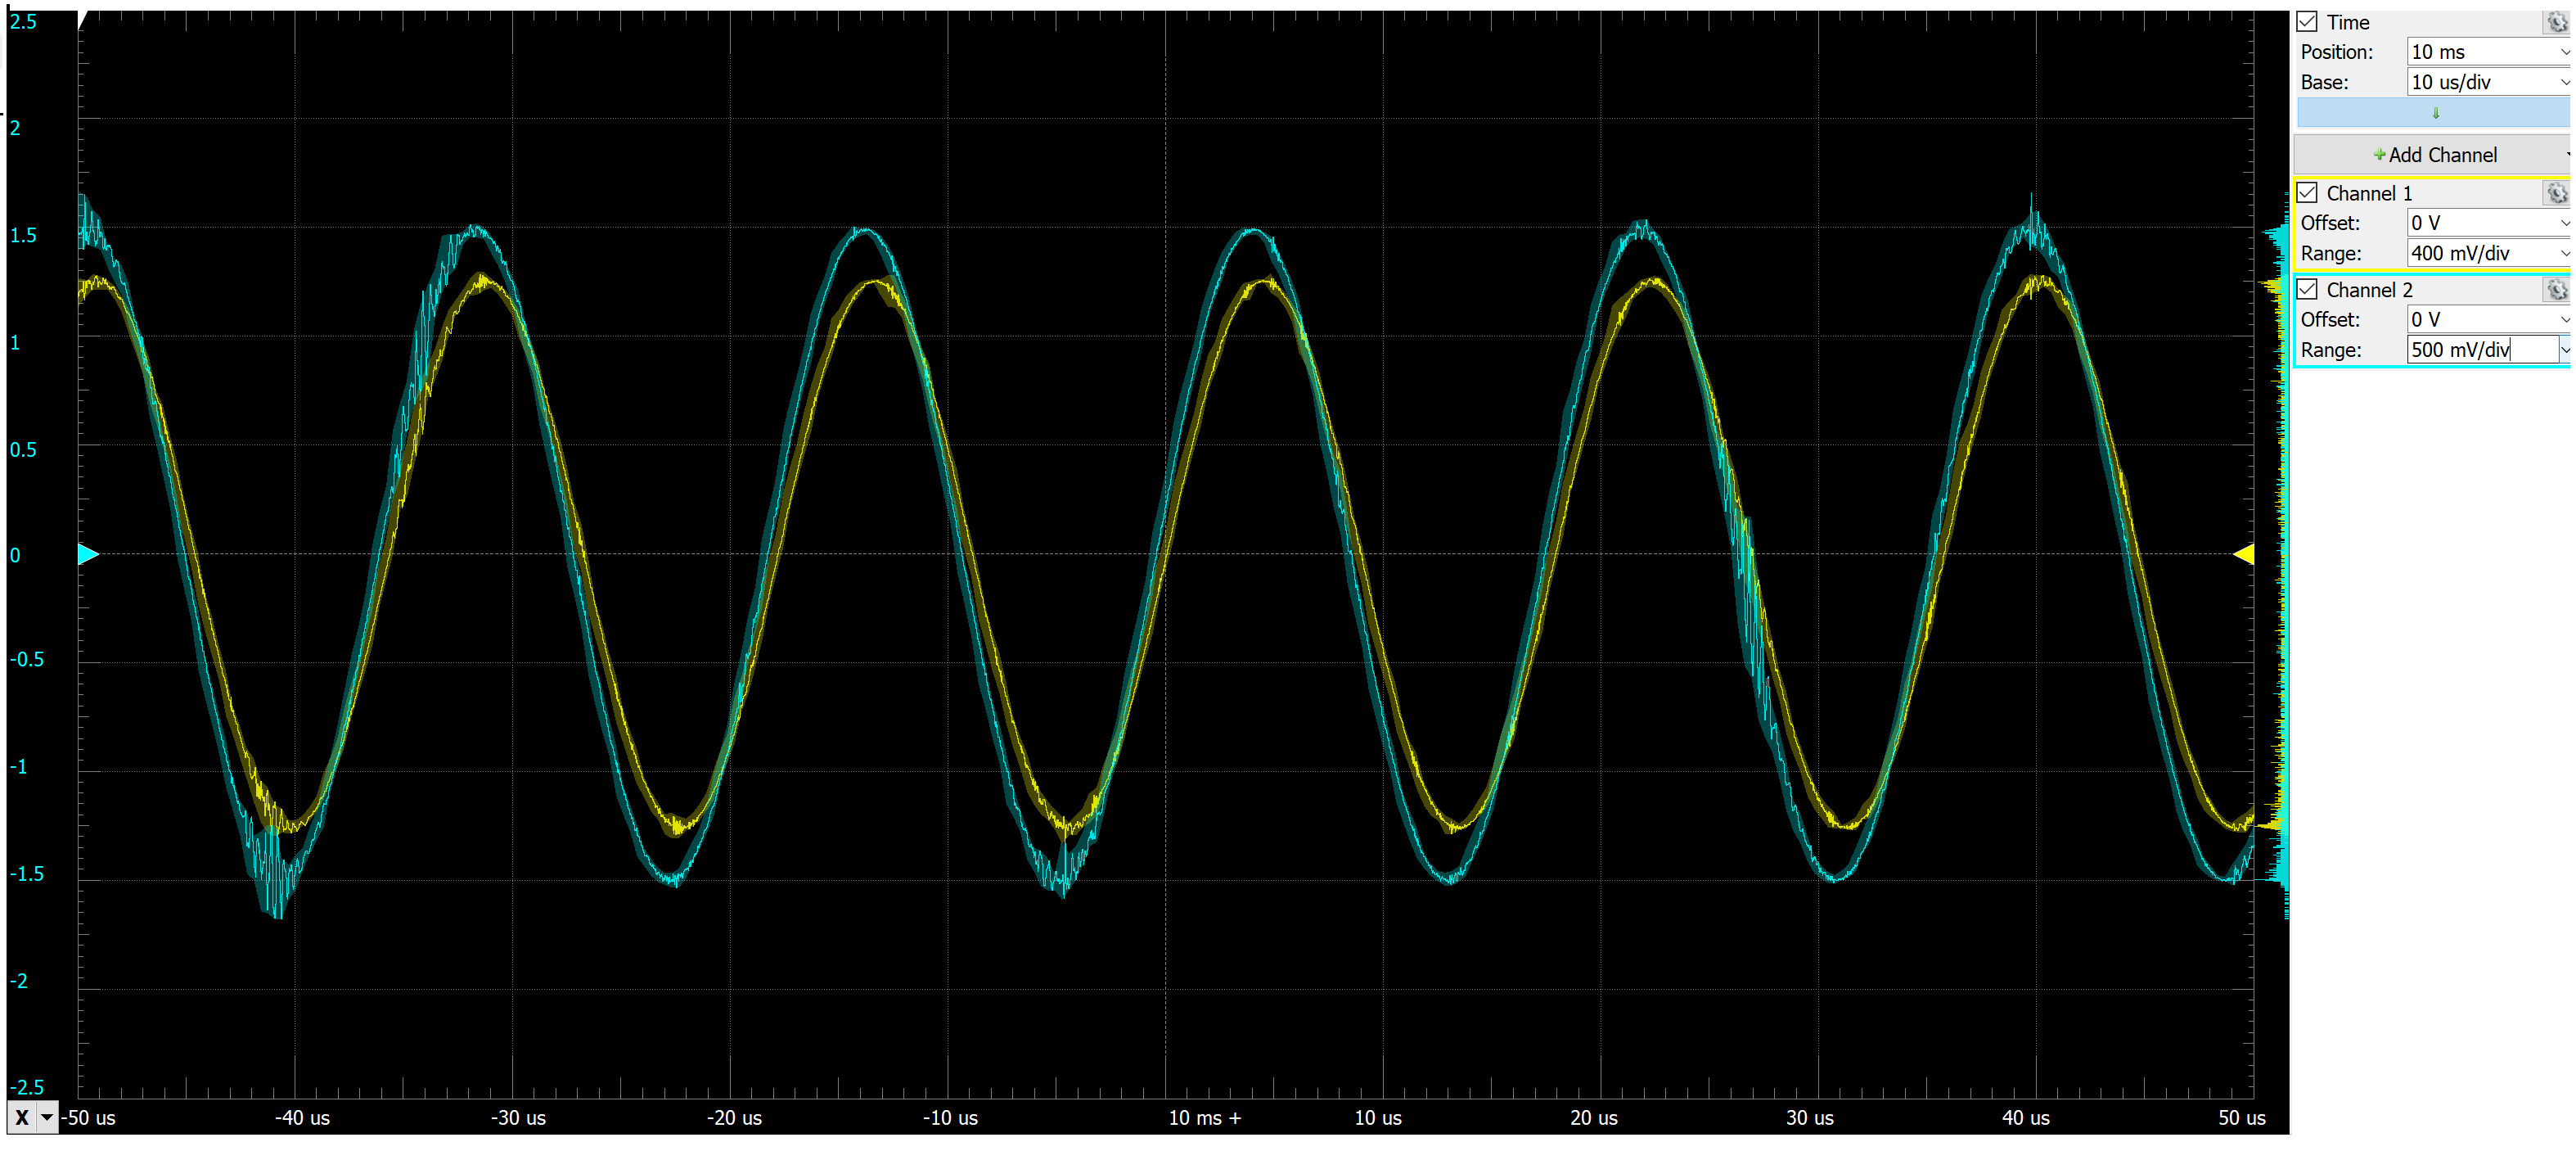 2.5
2
1.5
1
0.5
0
-0.5
-1
-1.5
-2
-2.5
X
-50 us
-40 us
-30 us
-20 us
-10 us
10 ms +
10 us
20 us
30 us
40 us
50 us
Time
Position: 10 ms
Base: 10 us/div
Add Channel
Channel 1
Offset: 0 V
Range: 400 mV/div
Channel 2
Offset: 0 V
Range: 500 mV/div